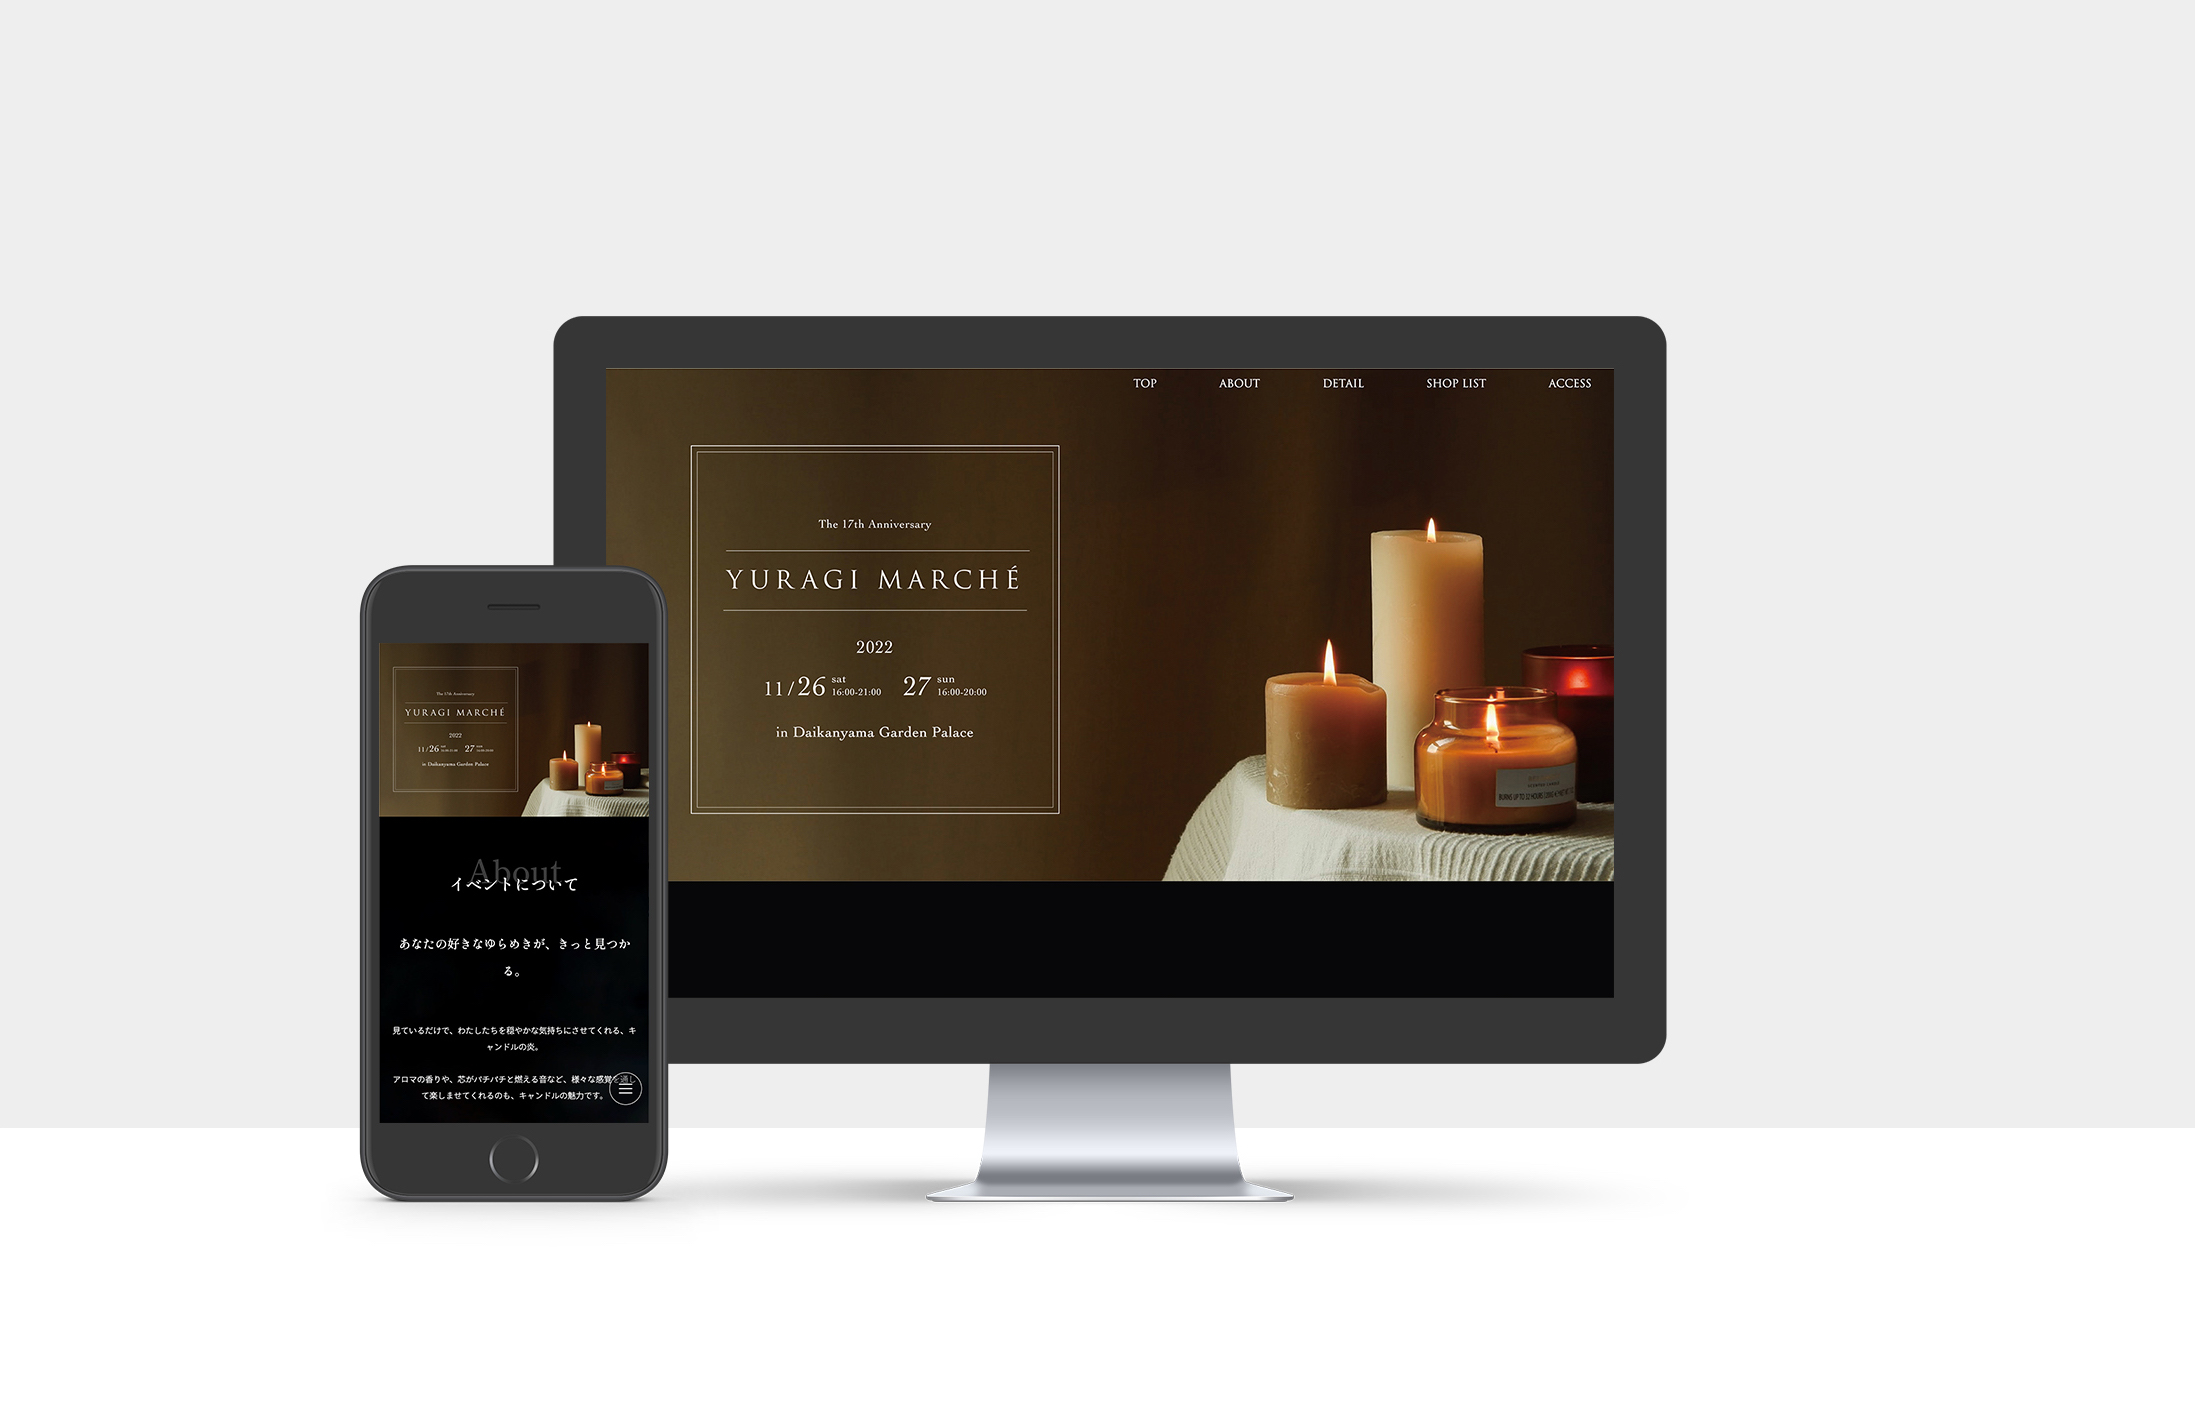 TOP ABOUT DETAIL SHOP LIST ACCESS
The 17th Anniversary
YURAGI MARCHÉ
2022
11/26 sat 16:00-21:00 27 sun 16:00-20:00
in Daikanyama Garden Palace
The 17th Anniversary
YURAGI MARCHÉ
2022
11/26 sat 16:00-21:00 27 sun 16:00-20:00
in Daikanyama Garden Palace
About
イベントについて
あなたの好きなゆらめきが、きっと見つか
る。
見ているだけで、わたしたちを穏やかな気持ちにさせてくれる、キ
ャンドルの炎。
アロマの香りや、芯がパチパチと燃える音など、様々な感覚を通し
て楽しませてくれるのも、キャンドルの魅力です。